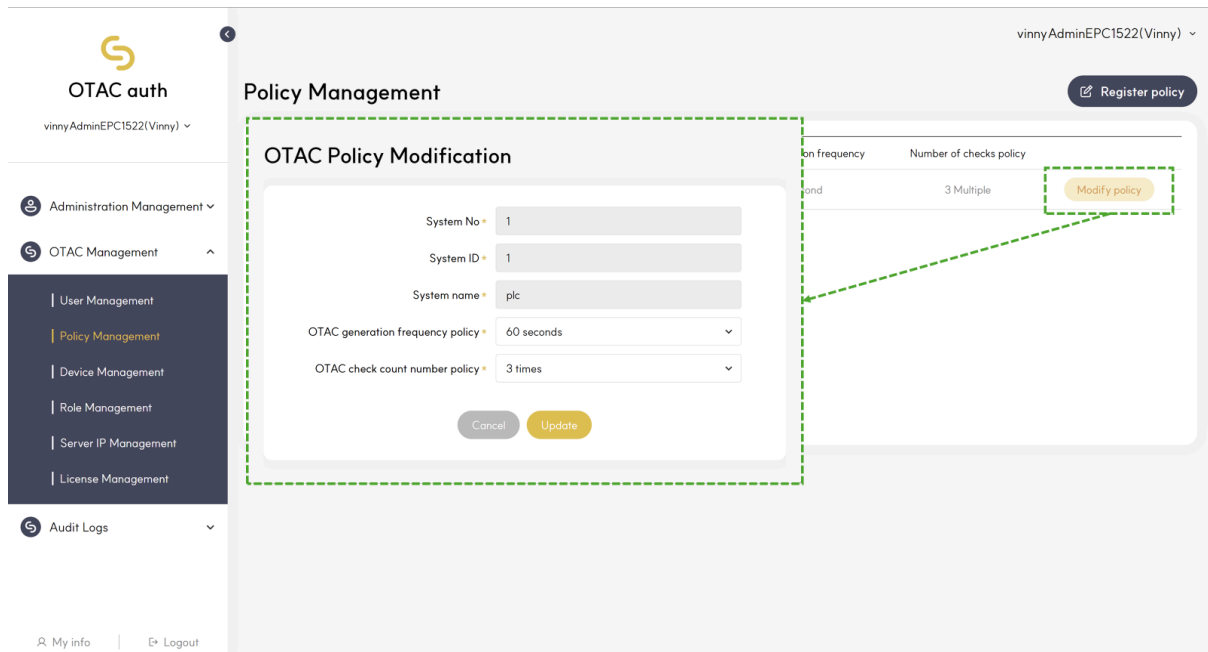 vinnyAdminEPC1522(Vinny)
OTAC auth
vinnyAdminEPC1522(Vinny)
Administration Management
OTAC Management
User Management
Policy Management
Device Management
Role Management
Server IP Management
License Management
Audit Logs
My info
Logout
Policy Management
Register policy
on frequency
Number of checks policy
ond
3 Multiple
Modify policy
OTAC Policy Modification
System No *
1
System ID *
1
System name *
plc
OTAC generation frequency policy *
60 seconds
OTAC check count number policy *
3 times
Cancel
Update